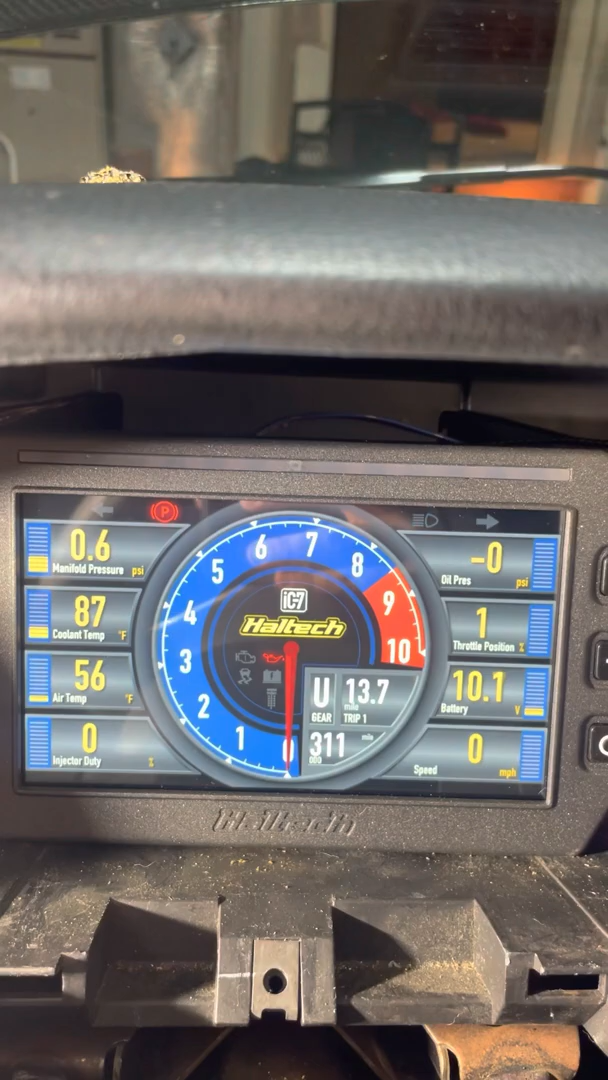 P
0.6
Manifold Pressure psi
87
Coolant Temp °F
56
Air Temp °F
0
Injector Duty %
0
1
2
3
4
5
6
7
8
9
10
iC-7
Haltech
U
GEAR
13.7
mile
TRIP 1
311 mile
ODO
-0
Oil Pres psi
1
Throttle Position %
10.1
Battery V
0
Speed mph
Haltech